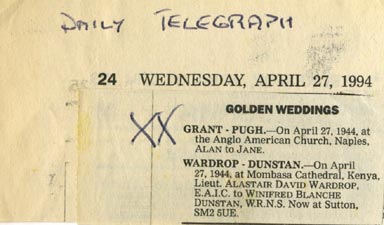 DAILY TELEGRAPH
24 WEDNESDAY, APRIL 27, 1994
GOLDEN WEDDINGS
XX
GRANT - PUGH.—On April 27, 1944, at
the Anglo American Church, Naples,
ALAN to JANE.
WARDROP - DUNSTAN.—On April
27, 1944, at Mombasa Cathedral, Kenya,
Lieut. ALASTAIR DAVID WARDROP,
E.A.I.C. to WINIFRED BLANCHE
DUNSTAN, W.R.N.S. Now at Sutton,
SM2 5UE.